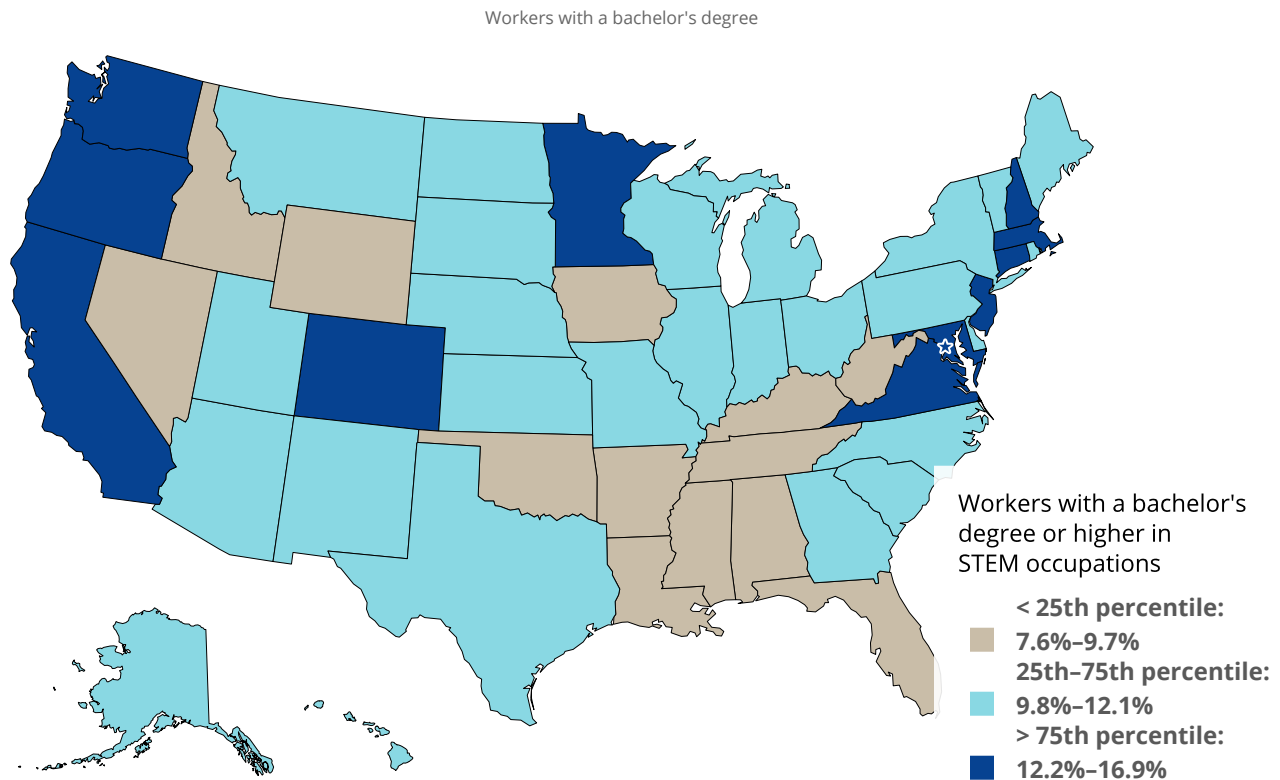 Workers with a bachelor's degree
Workers with a bachelor's
degree or higher in
STEM occupations
< 25th percentile:
7.6%–9.7%
25th–75th percentile:
9.8%–12.1%
> 75th percentile:
12.2%–16.9%